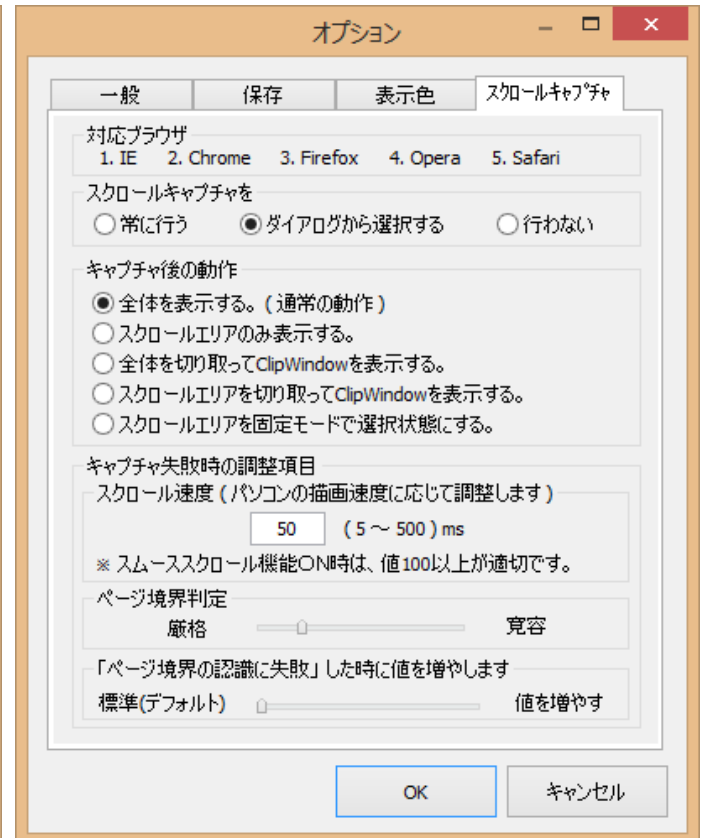 オプション
一般 保存 表示色 スクロールキャプチャ
対応ブラウザ
1. IE 2. Chrome 3. Firefox 4. Opera 5. Safari
スクロールキャプチャを
常に行う ダイアログから選択する 行わない
キャプチャ後の動作
全体を表示する。(通常の動作)
スクロールエリアのみ表示する。
全体を切り取ってClipWindowを表示する。
スクロールエリアを切り取ってClipWindowを表示する。
スクロールエリアを固定モードで選択状態にする。
キャプチャ失敗時の調整項目
スクロール速度(パソコンの描画速度に応じて調整します)
50 (5～500)ms
※ スムーススクロール機能ON時は、値100以上が適切です。
ページ境界判定
厳格 寛容
「ページ境界の認識に失敗」した時に値を増やします
標準(デフォルト) 値を増やす
OK キャンセル